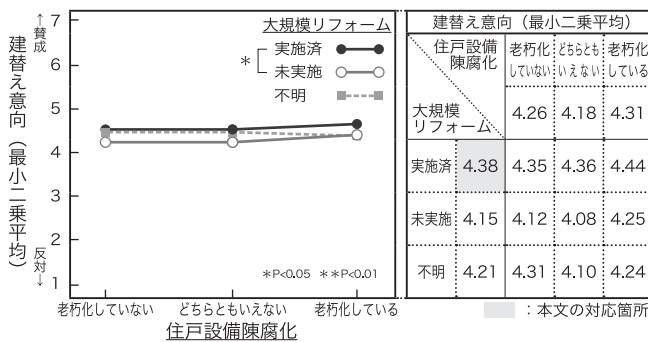 建替え意向（最小二乗平均）
↑賛成
反対↓
7
6
5
4
3
2
1
大規模リフォーム
＊
実施済
未実施
不明
＊P<0.05 ＊＊P<0.01
老朽化していない どちらともいえない 老朽化している
住戸設備陳腐化
建替え意向（最小二乗平均）
住戸設備陳腐化
大規模リフォーム
老朽化していない どちらともいえない 老朽化している
4.26 4.18 4.31
実施済 4.38 4.35 4.36 4.44
未実施 4.15 4.12 4.08 4.25
不明 4.21 4.31 4.10 4.24
：本文の対応箇所